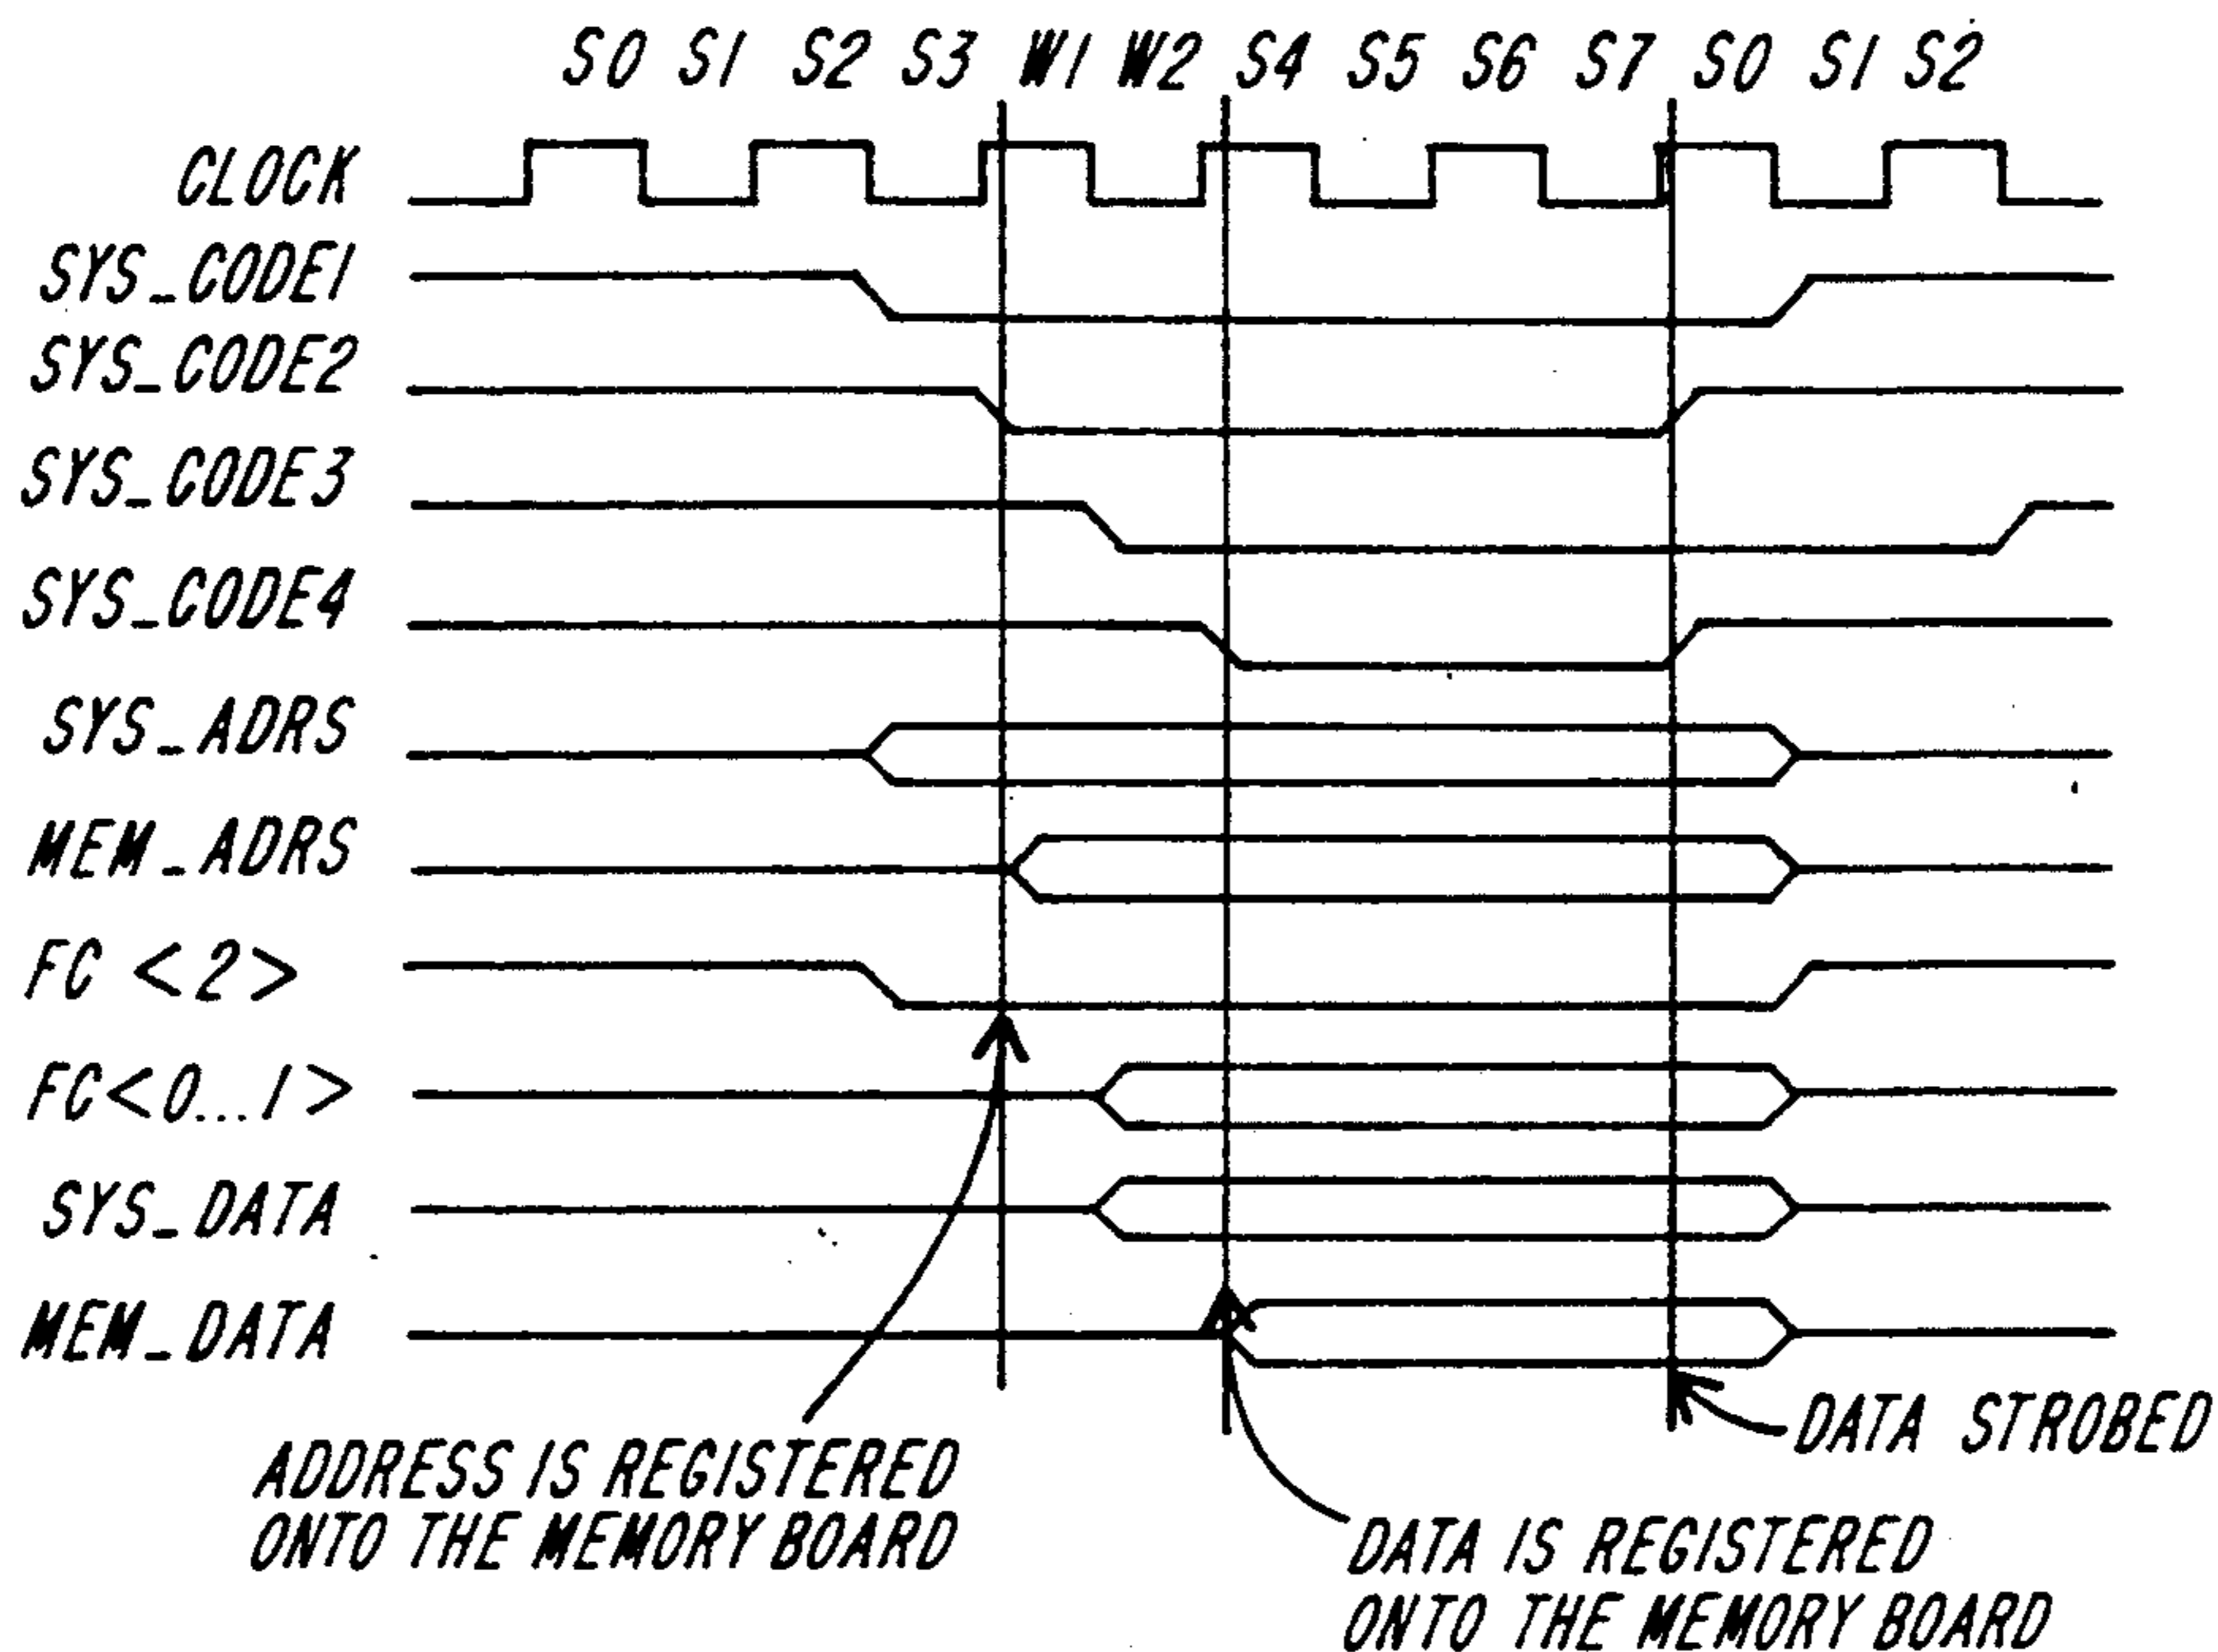 S0 S1 S2 S3 W1 W2 S4 S5 S6 S7 S0 S1 S2
CLOCK
SYS_CODE1
SYS_CODE2
SYS_CODE3
SYS_CODE4
SYS_ADRS
MEM_ADRS
FC <2>
FC<0...1>
SYS_DATA
MEM_DATA
DATA STROBED
ADDRESS IS REGISTERED
ONTO THE MEMORY BOARD
DATA IS REGISTERED
ONTO THE MEMORY BOARD